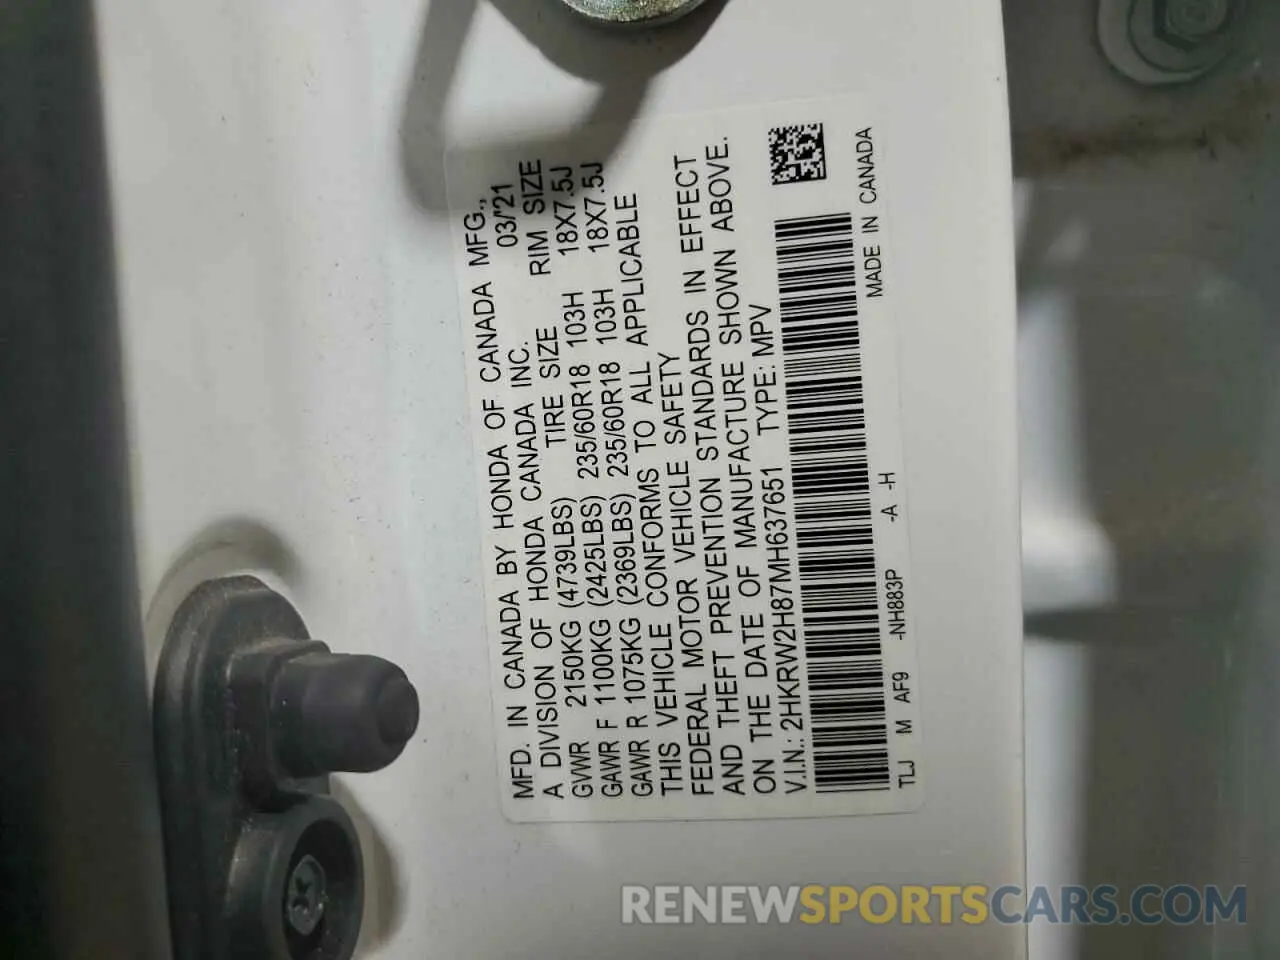 MFD. IN CANADA BY HONDA OF CANADA MFG.,
A DIVISION OF HONDA CANADA INC. 03/'21
TIRE SIZE RIM SIZE
GVWR 2150KG (4739LBS)
GAWR F 1100KG (2425LBS) 235/60R18 103H 18X7.5J
GAWR R 1075KG (2369LBS) 235/60R18 103H 18X7.5J
THIS VEHICLE CONFORMS TO ALL APPLICABLE
FEDERAL MOTOR VEHICLE SAFETY
AND THEFT PREVENTION STANDARDS IN EFFECT
ON THE DATE OF MANUFACTURE SHOWN ABOVE.
V.I.N.: 2HKRW2H87MH637651 TYPE: MPV
TLJ M AF9 -NH883P -A -H
MADE IN CANADA
RENEWSPORTSCARS.COM